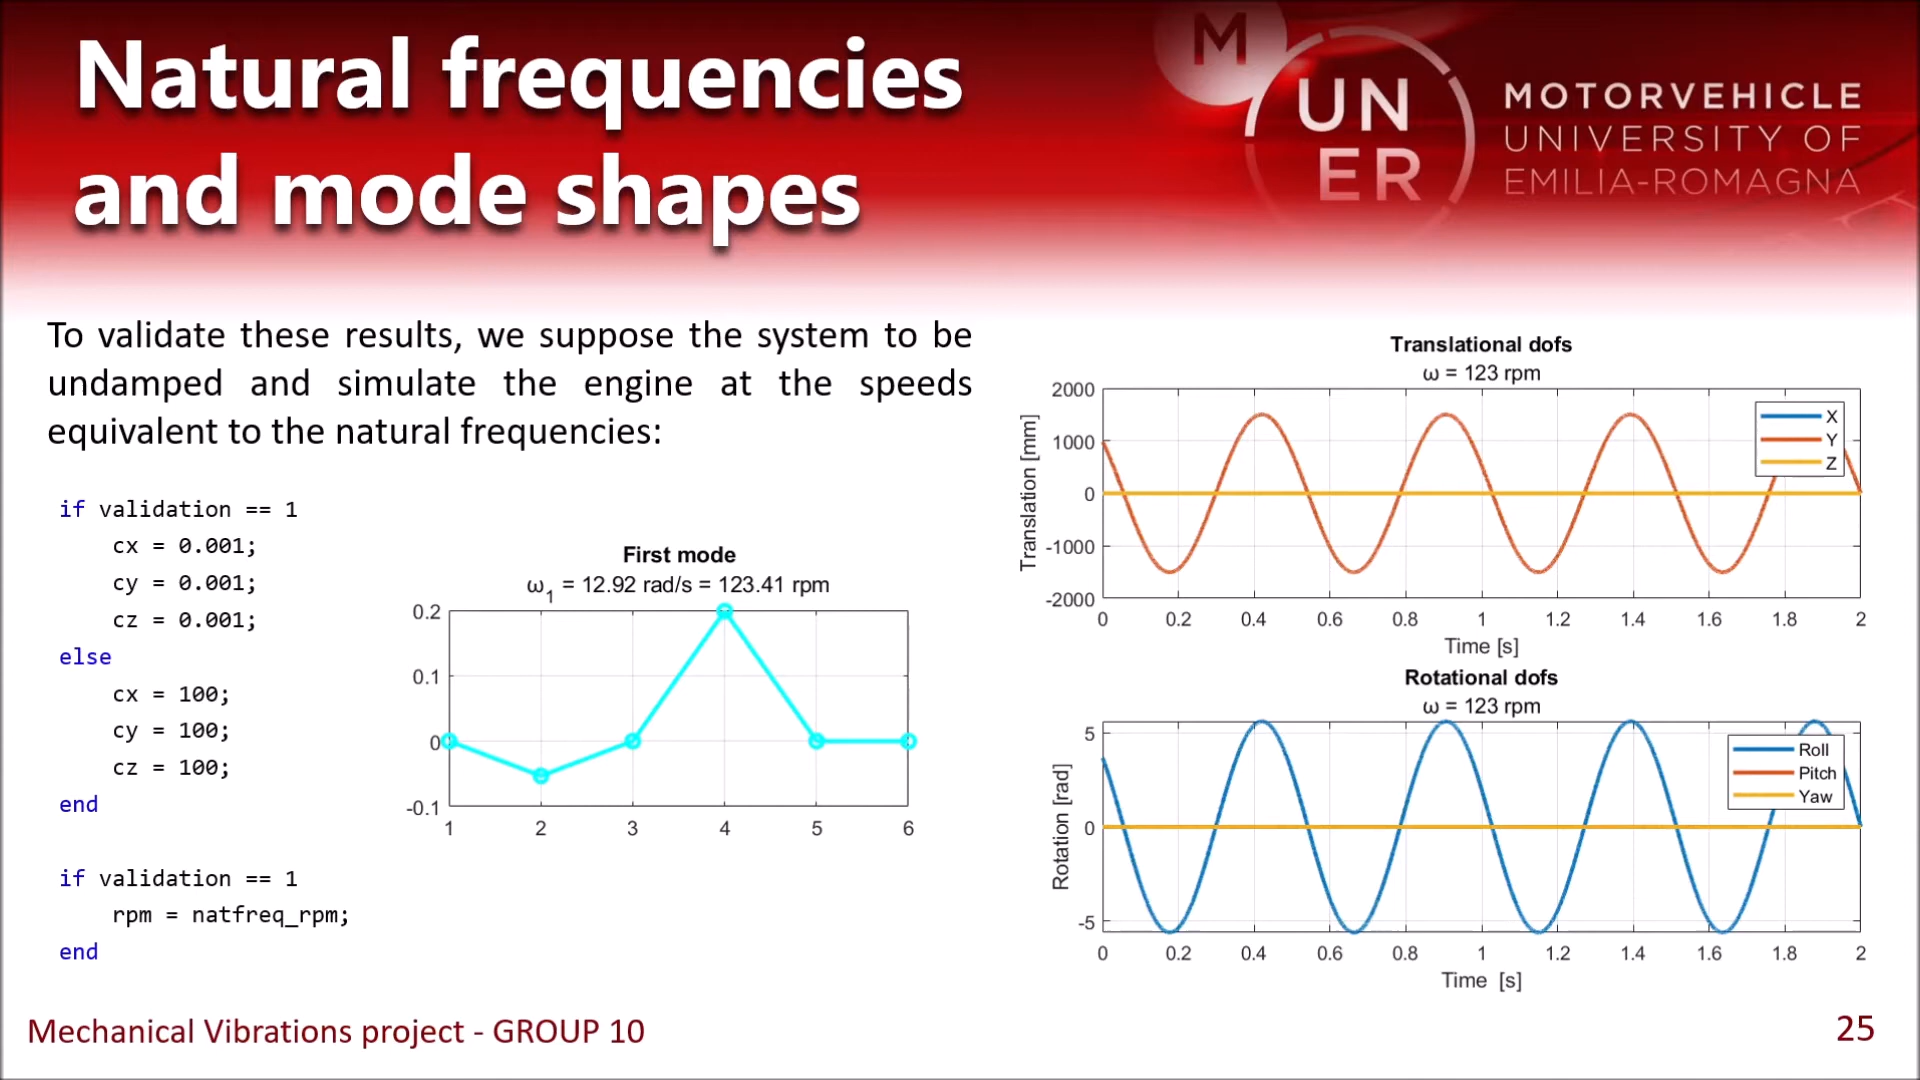 Natural frequencies
and mode shapes
M
UN
ER
MOTORVEHICLE
UNIVERSITY OF
EMILIA-ROMAGNA
To validate these results, we suppose the system to be
undamped and simulate the engine at the speeds
equivalent to the natural frequencies:
if validation == 1
cx = 0.001;
cy = 0.001;
cz = 0.001;
else
cx = 100;
cy = 100;
cz = 100;
end
if validation == 1
rpm = natfreq_rpm;
end
First mode
ω1 = 12.92 rad/s = 123.41 rpm
0.2
0.1
0
-0.1
1 2 3 4 5 6
Translational dofs
ω = 123 rpm
Translation [mm]
2000
1000
0
-1000
-2000
X
Y
Z
0 0.2 0.4 0.6 0.8 1 1.2 1.4 1.6 1.8 2
Time [s]
Rotational dofs
ω = 123 rpm
Rotation [rad]
5
0
-5
Roll
Pitch
Yaw
0 0.2 0.4 0.6 0.8 1 1.2 1.4 1.6 1.8 2
Time [s]
Mechanical Vibrations project - GROUP 10
25